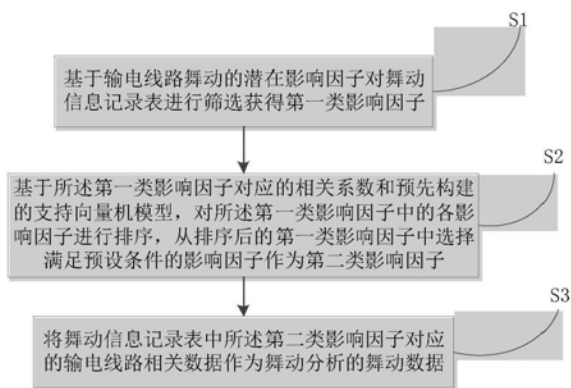 S1
基于输电线路舞动的潜在影响因子对舞动
信息记录表进行筛选获得第一类影响因子
S2
基于所述第一类影响因子对应的相关系数和预先构建
的支持向量机模型，对所述第一类影响因子中的各影
响因子进行排序，从排序后的第一类影响因子中选择
满足预设条件的影响因子作为第二类影响因子
S3
将舞动信息记录表中所述第二类影响因子对应
的输电线路相关数据作为舞动分析的舞动数据